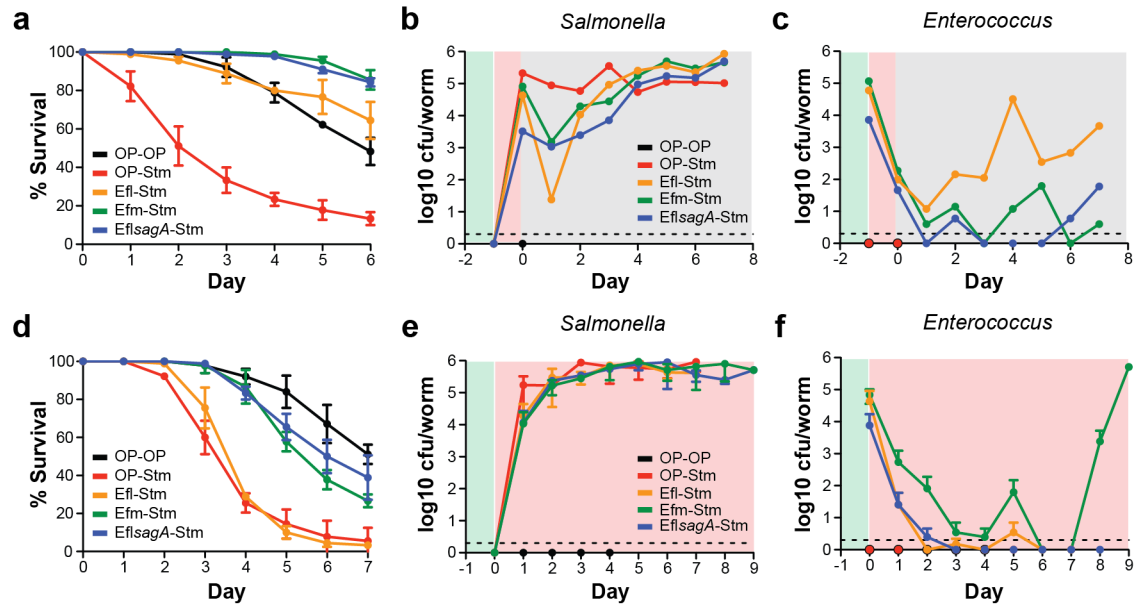 a
100
80
60
40
20
0
% Survival
0 1 2 3 4 5 6
Day
OP-OP
OP-Stm
Efl-Stm
Efm-Stm
EflsagA-Stm
b
Salmonella
6
5
4
3
2
1
0
log10 cfu/worm
-2 0 2 4 6 8
Day
OP-OP
OP-Stm
Efl-Stm
Efm-Stm
EflsagA-Stm
c
Enterococcus
6
5
4
3
2
1
0
log10 cfu/worm
-2 -1 0 1 2 3 4 5 6 7 8
Day
d
100
80
60
40
20
0
% Survival
0 1 2 3 4 5 6 7
Day
OP-OP
OP-Stm
Efl-Stm
Efm-Stm
EflsagA-Stm
e
Salmonella
6
5
4
3
2
1
0
log10 cfu/worm
-1 0 1 2 3 4 5 6 7 8 9
Day
OP-OP
OP-Stm
Efl-Stm
Efm-Stm
EflsagA-Stm
f
Enterococcus
6
5
4
3
2
1
0
log10 cfu/worm
-1 0 1 2 3 4 5 6 7 8 9
Day